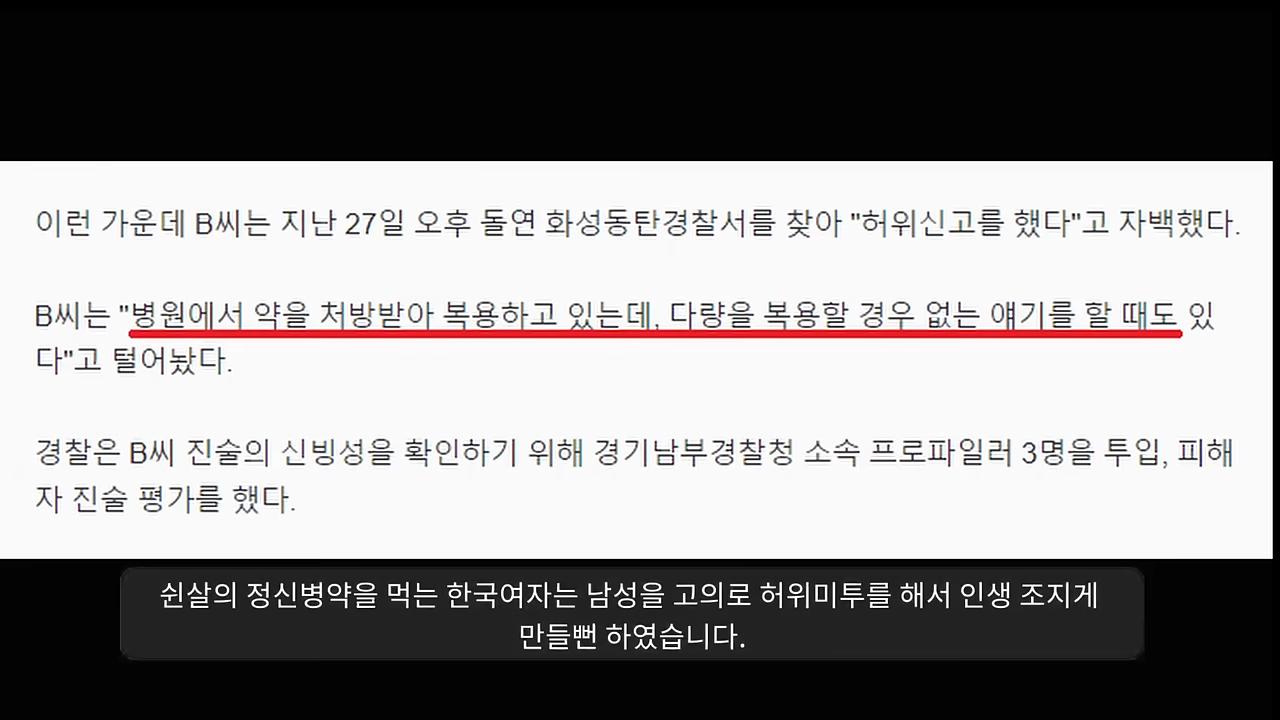 이런 가운데 B씨는 지난 27일 오후 돌연 화성동탄경찰서를 찾아 "허위신고를 했다"고 자백했다.
B씨는 "병원에서 약을 처방받아 복용하고 있는데, 다량을 복용할 경우 없는 얘기를 할 때도 있
다"고 털어놨다.
경찰은 B씨 진술의 신빙성을 확인하기 위해 경기남부경찰청 소속 프로파일러 3명을 투입, 피해
자 진술 평가를 했다.
쉰살의 정신병약을 먹는 한국여자는 남성을 고의로 허위미투를 해서 인생 조지게
만들뻔 하였습니다.